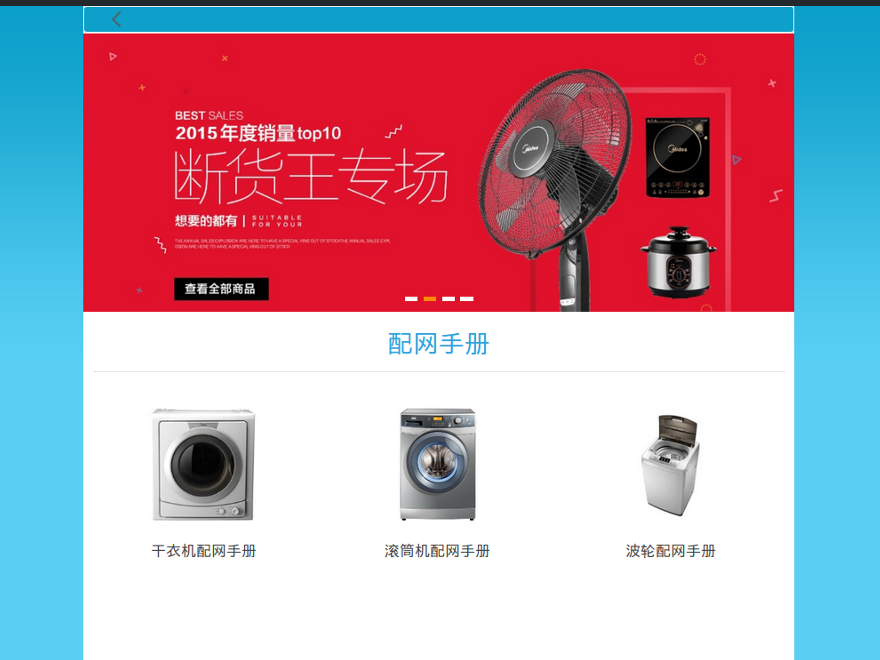 BEST SALES
2015年度销量top10
断货王专场
想要的都有 | SUITABLE FOR YOUR
查看全部商品
Midea
Midea
配网手册
干衣机配网手册
滚筒机配网手册
波轮配网手册